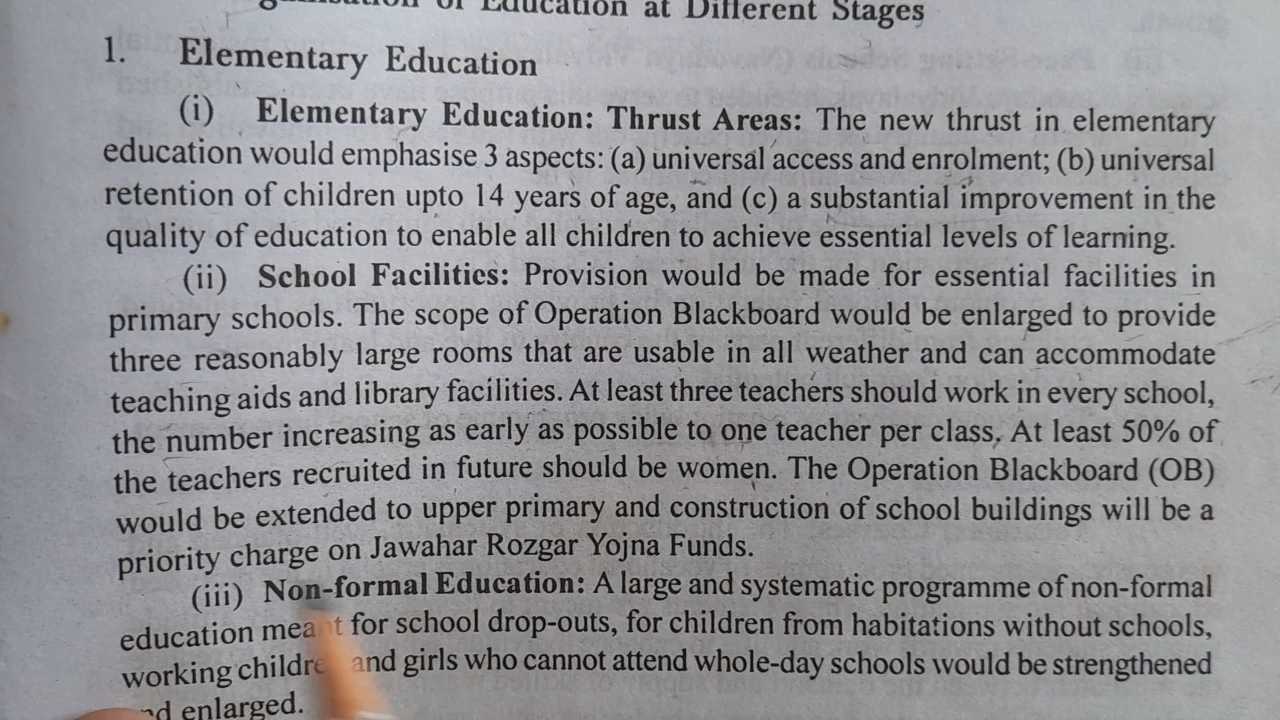 of Education at Different Stages
1. Elementary Education
(i) Elementary Education: Thrust Areas: The new thrust in elementary
education would emphasise 3 aspects: (a) universal access and enrolment; (b) universal
retention of children upto 14 years of age, and (c) a substantial improvement in the
quality of education to enable all children to achieve essential levels of learning.
(ii) School Facilities: Provision would be made for essential facilities in
primary schools. The scope of Operation Blackboard would be enlarged to provide
three reasonably large rooms that are usable in all weather and can accommodate
teaching aids and library facilities. At least three teachers should work in every school,
the number increasing as early as possible to one teacher per class. At least 50% of
the teachers recruited in future should be women. The Operation Blackboard (OB)
would be extended to upper primary and construction of school buildings will be a
priority charge on Jawahar Rozgar Yojna Funds.
(iii) Non-formal Education: A large and systematic programme of non-formal
education meant for school drop-outs, for children from habitations without schools,
working children and girls who cannot attend whole-day schools would be strengthened
and enlarged.